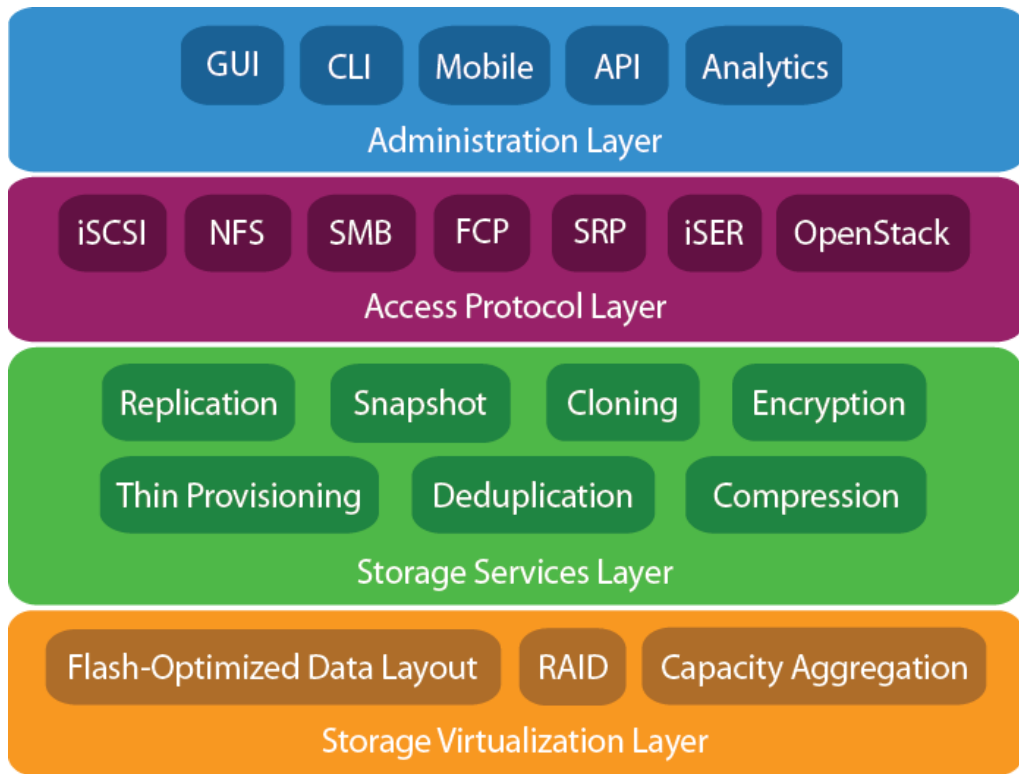 GUI CLI Mobile API Analytics
Administration Layer
iSCSI NFS SMB FCP SRP iSER OpenStack
Access Protocol Layer
Replication Snapshot Cloning Encryption
Thin Provisioning Deduplication Compression
Storage Services Layer
Flash-Optimized Data Layout RAID Capacity Aggregation
Storage Virtualization Layer